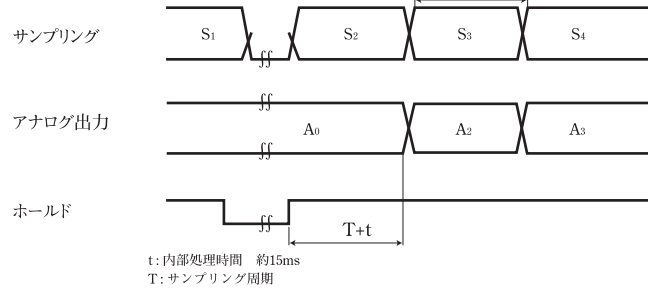 サンプリング S1 S2 S3 S4
アナログ出力 A0 A2 A3
ホールド
T+t
t : 内部処理時間 約15ms
T : サンプリング周期